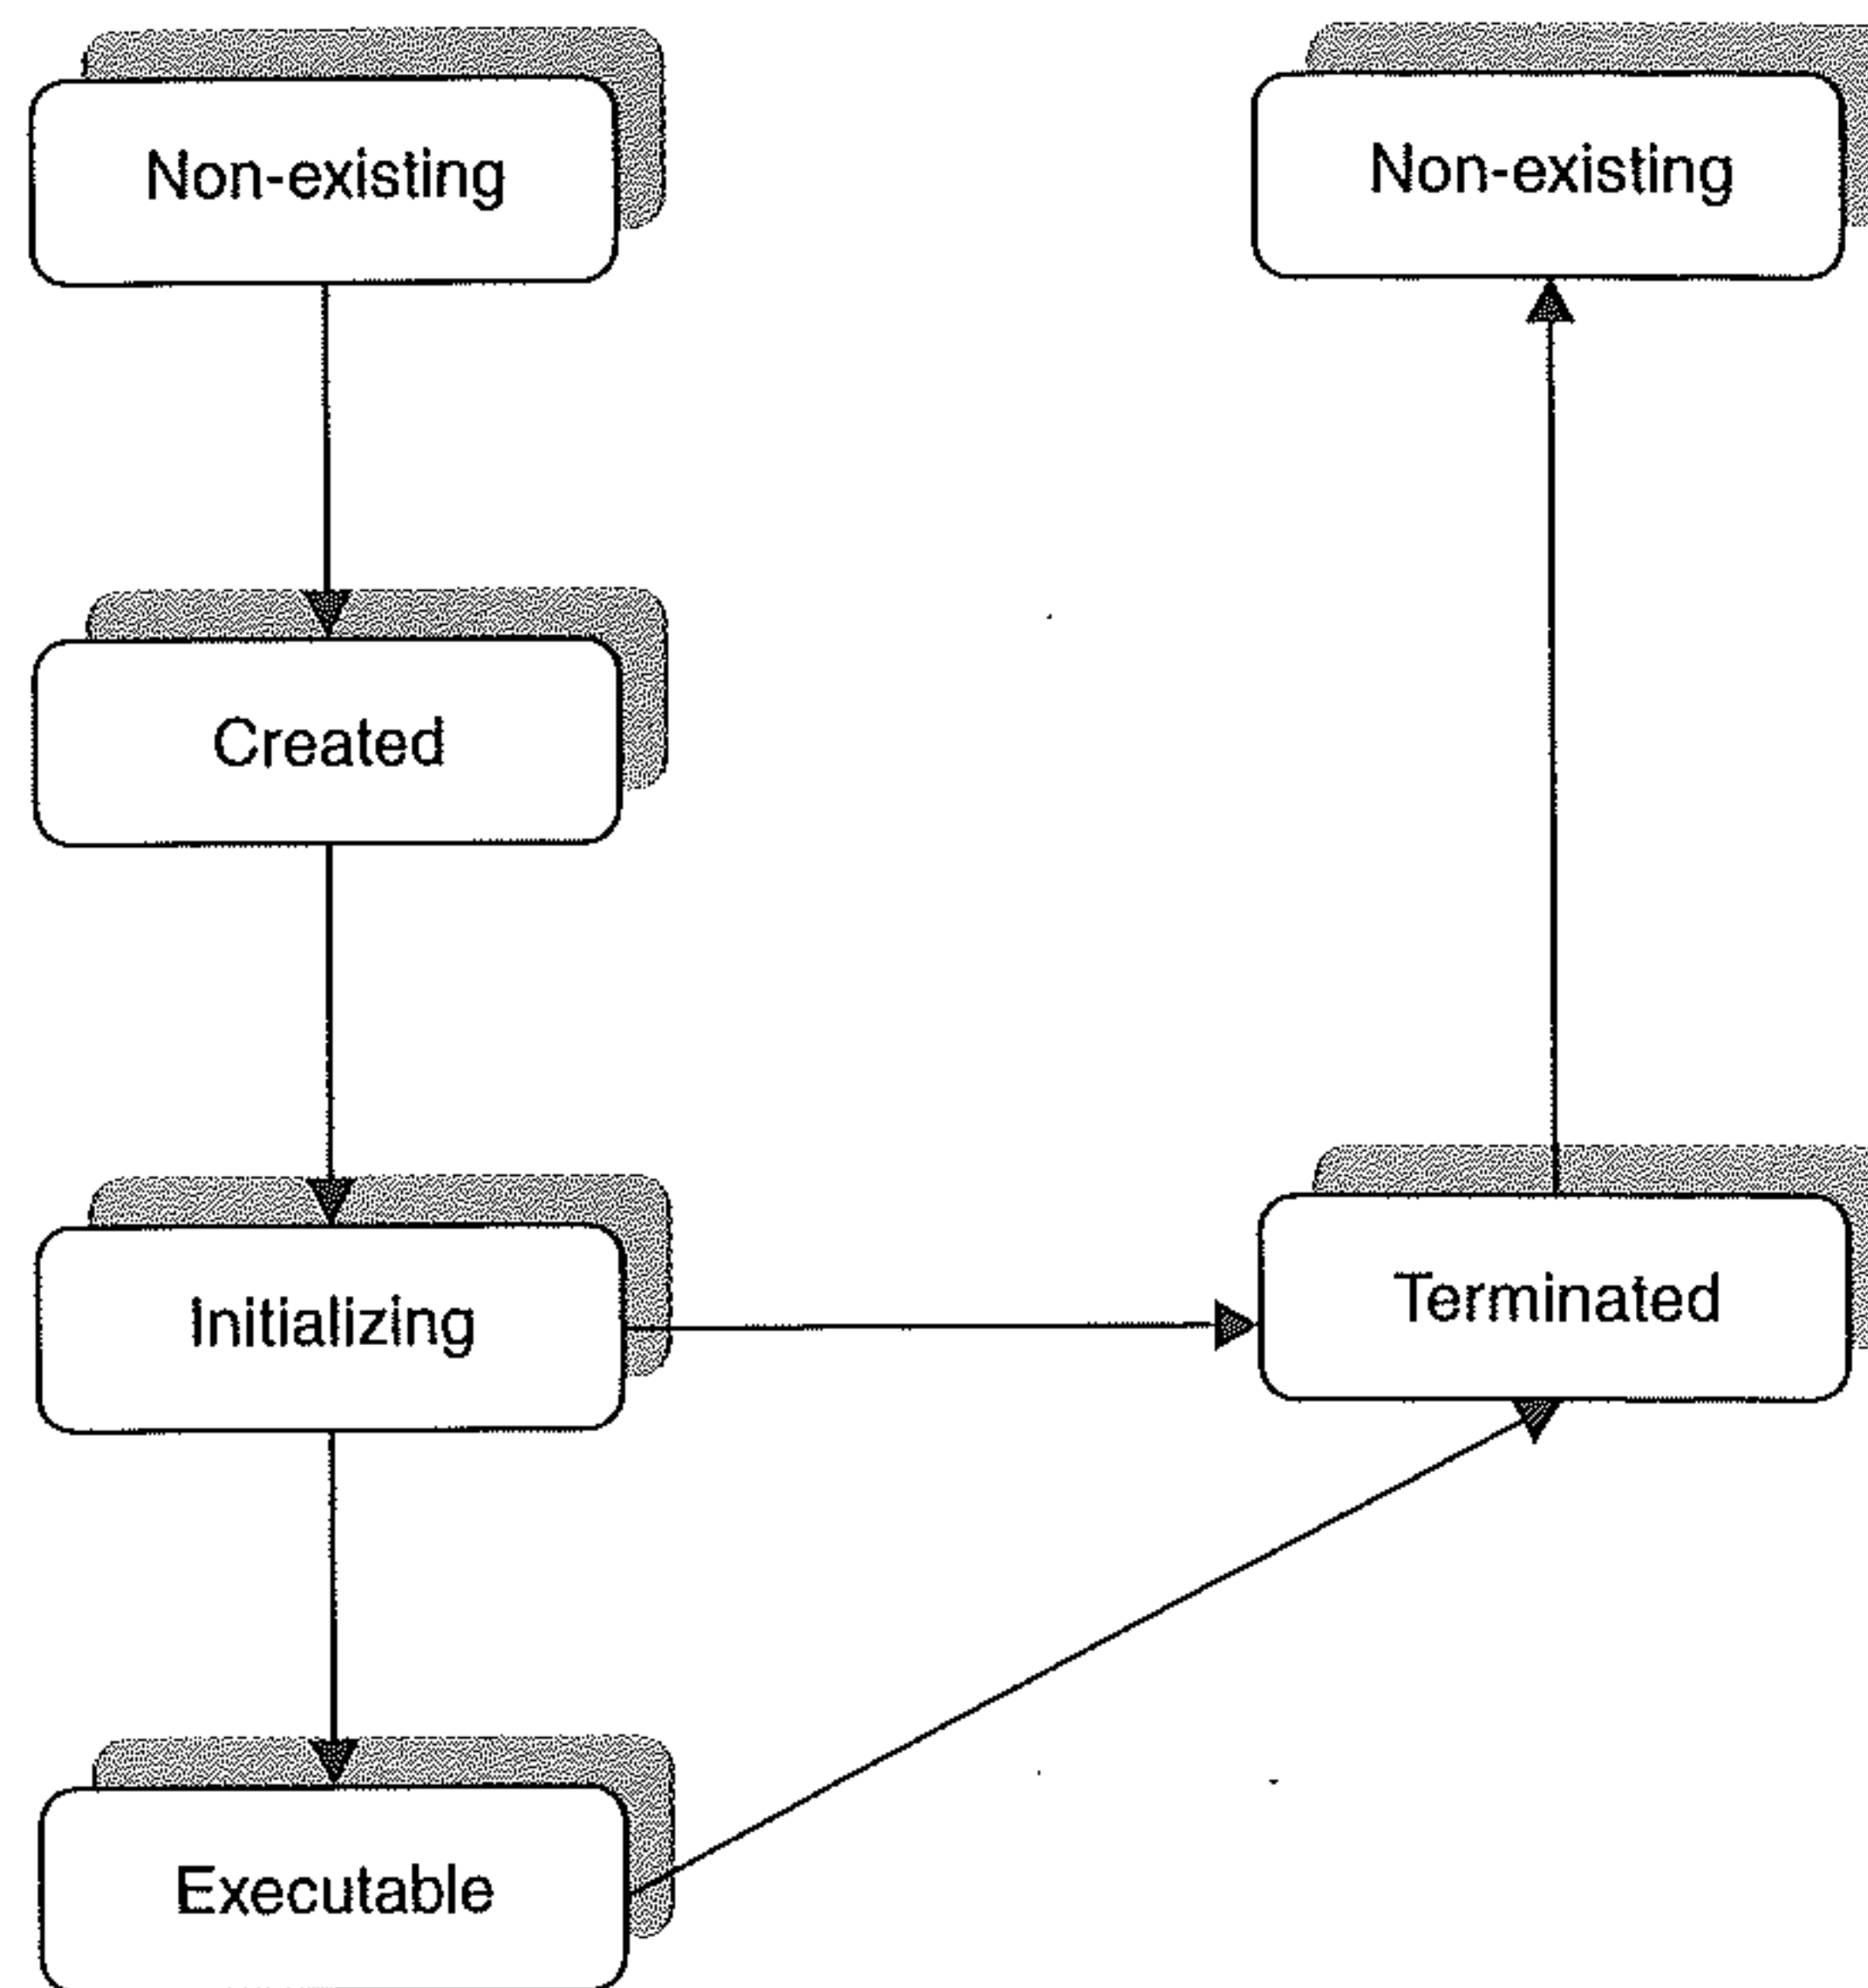 Non-existing
Non-existing
Created
Initializing
Terminated
Executable